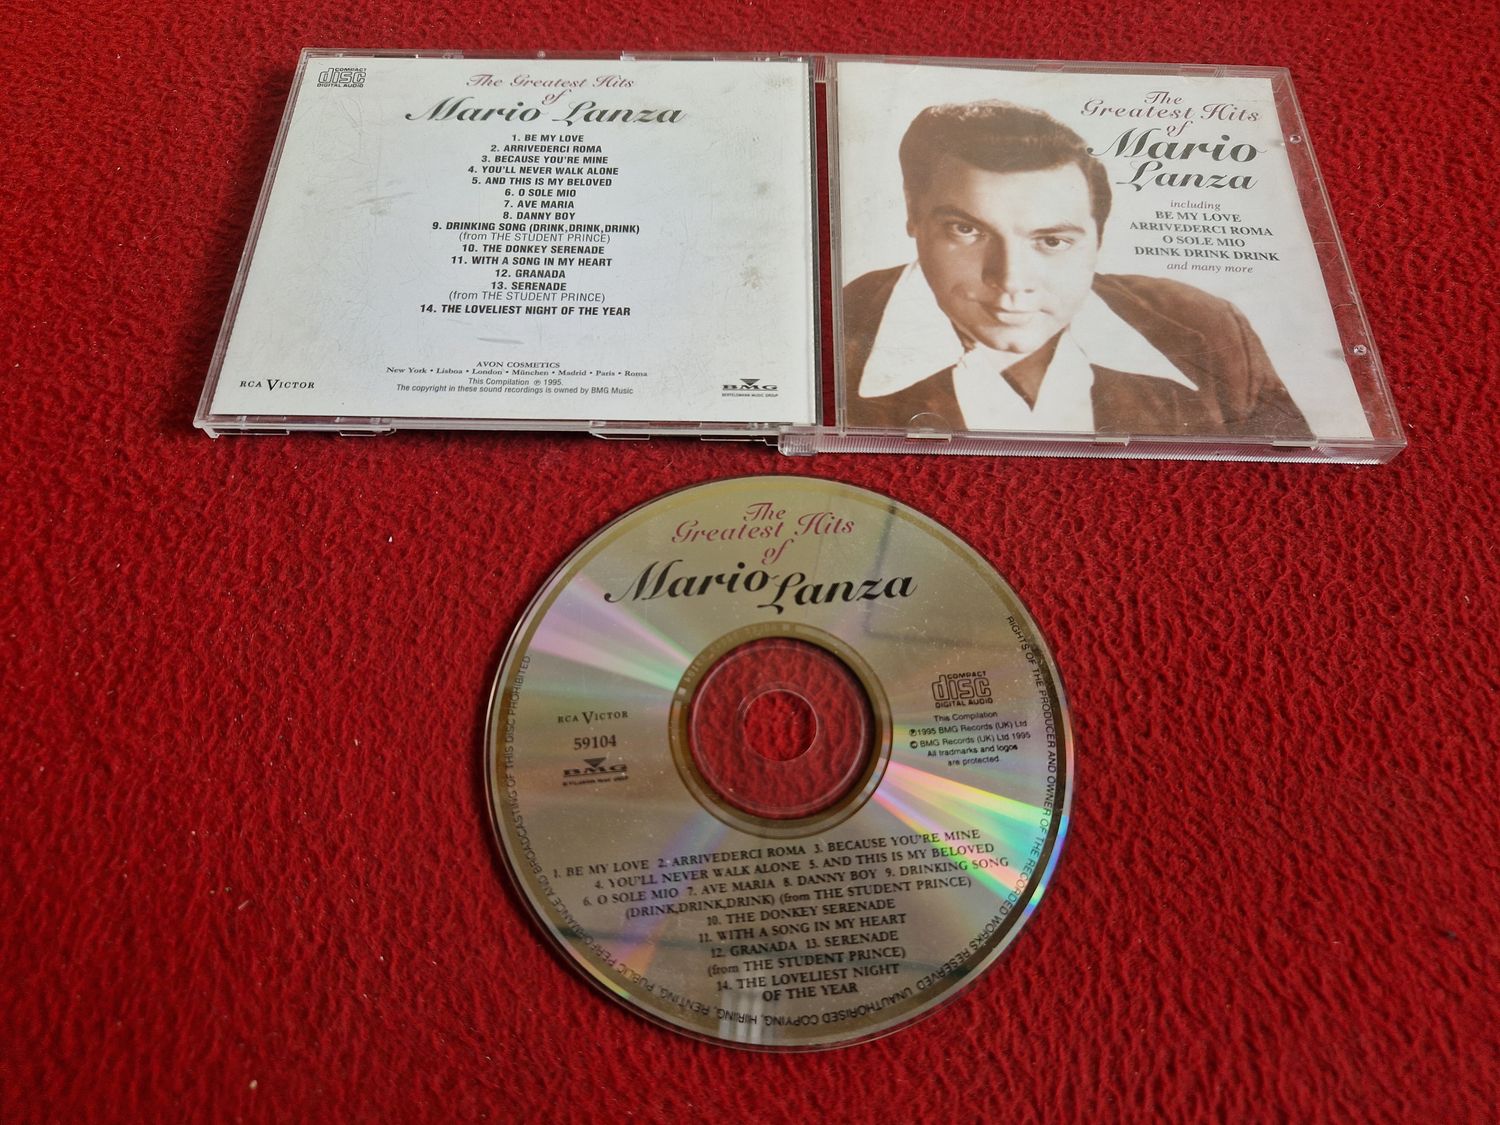 COMPACT
disc
DIGITAL AUDIO
The Greatest Hits
of
Mario Lanza
1. BE MY LOVE
2. ARRIVEDERCI ROMA
3. BECAUSE YOU'RE MINE
4. YOU'LL NEVER WALK ALONE
5. AND THIS IS MY BELOVED
6. O SOLE MIO
7. AVE MARIA
8. DANNY BOY
9. DRINKING SONG (DRINK,DRINK,DRINK)
(from THE STUDENT PRINCE)
10. THE DONKEY SERENADE
11. WITH A SONG IN MY HEART
12. GRANADA
13. SERENADE
(from THE STUDENT PRINCE)
14. THE LOVELIEST NIGHT OF THE YEAR
AVON COSMETICS
New York • Lisboa • London • München • Madrid • Paris • Roma
This Compilation ℗ 1995.
The copyright in these sound recordings is owned by BMG Music
RCA VICTOR
BMG
BERTELSMANN MUSIC GROUP
The
Greatest Hits
of
Mario
Lanza
including
BE MY LOVE
ARRIVEDERCI ROMA
O SOLE MIO
DRINK DRINK DRINK
and many more
The
Greatest Hits
of
Mario Lanza
RCA VICTOR
59104
BMG
COMPACT
disc
DIGITAL AUDIO
This Compilation
℗1995 BMG Records (UK) Ltd
© BMG Records (UK) Ltd 1995
All tradmarks and logos
are protected.
1. BE MY LOVE 2. ARRIVEDERCI ROMA 3. BECAUSE YOU'RE MINE
4. YOU'LL NEVER WALK ALONE 5. AND THIS IS MY BELOVED
6. O SOLE MIO 7. AVE MARIA 8. DANNY BOY 9. DRINKING SONG
(DRINK,DRINK,DRINK) (from THE STUDENT PRINCE)
10. THE DONKEY SERENADE
11. WITH A SONG IN MY HEART
12. GRANADA 13. SERENADE
(from THE STUDENT PRINCE)
14. THE LOVELIEST NIGHT
OF THE YEAR
RIGHTS OF THE PRODUCER AND OWNER OF THE RECORDED WORKS RESERVED UNAUTHORISED COPYING, HIRING, RENTING, PUBLIC PERFORMANCE AND BROADCASTING OF THIS DISC PROHIBITED